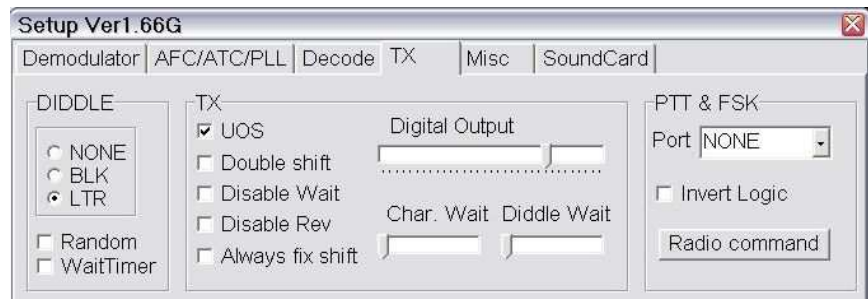 Setup Ver1.66G
Demodulator AFC/ATC/PLL Decode TX Misc SoundCard
DIDDLE
NONE
BLK
LTR
Random
WaitTimer
TX
UOS
Double shift
Disable Wait
Disable Rev
Always fix shift
Digital Output
Char. Wait Diddle Wait
PTT & FSK
Port NONE
Invert Logic
Radio command